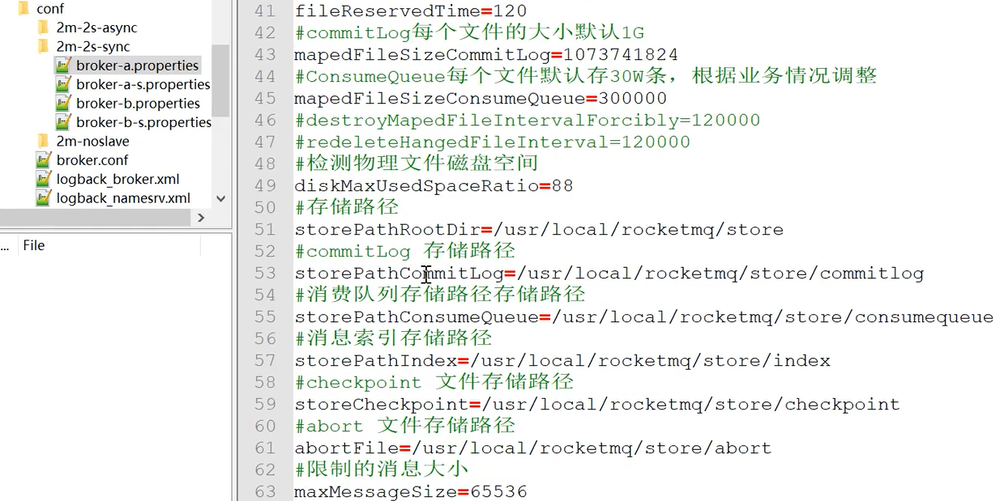 conf
2m-2s-async
2m-2s-sync
broker-a.properties
broker-a-s.properties
broker-b.properties
broker-b-s.properties
2m-noslave
broker.conf
logback_broker.xml
logback_namesrv.xml
... File
41 fileReservedTime=120
42 #commitLog每个文件的大小默认1G
43 mapedFileSizeCommitLog=1073741824
44 #ConsumeQueue每个文件默认存30W条，根据业务情况调整
45 mapedFileSizeConsumeQueue=300000
46 #destroyMapedFileIntervalForcibly=120000
47 #redeleteHangedFileInterval=120000
48 #检测物理文件磁盘空间
49 diskMaxUsedSpaceRatio=88
50 #存储路径
51 storePathRootDir=/usr/local/rocketmq/store
52 #commitLog 存储路径
53 storePathCommitLog=/usr/local/rocketmq/store/commitlog
54 #消费队列存储路径存储路径
55 storePathConsumeQueue=/usr/local/rocketmq/store/consumequeue
56 #消息索引存储路径
57 storePathIndex=/usr/local/rocketmq/store/index
58 #checkpoint 文件存储路径
59 storeCheckpoint=/usr/local/rocketmq/store/checkpoint
60 #abort 文件存储路径
61 abortFile=/usr/local/rocketmq/store/abort
62 #限制的消息大小
63 maxMessageSize=65536